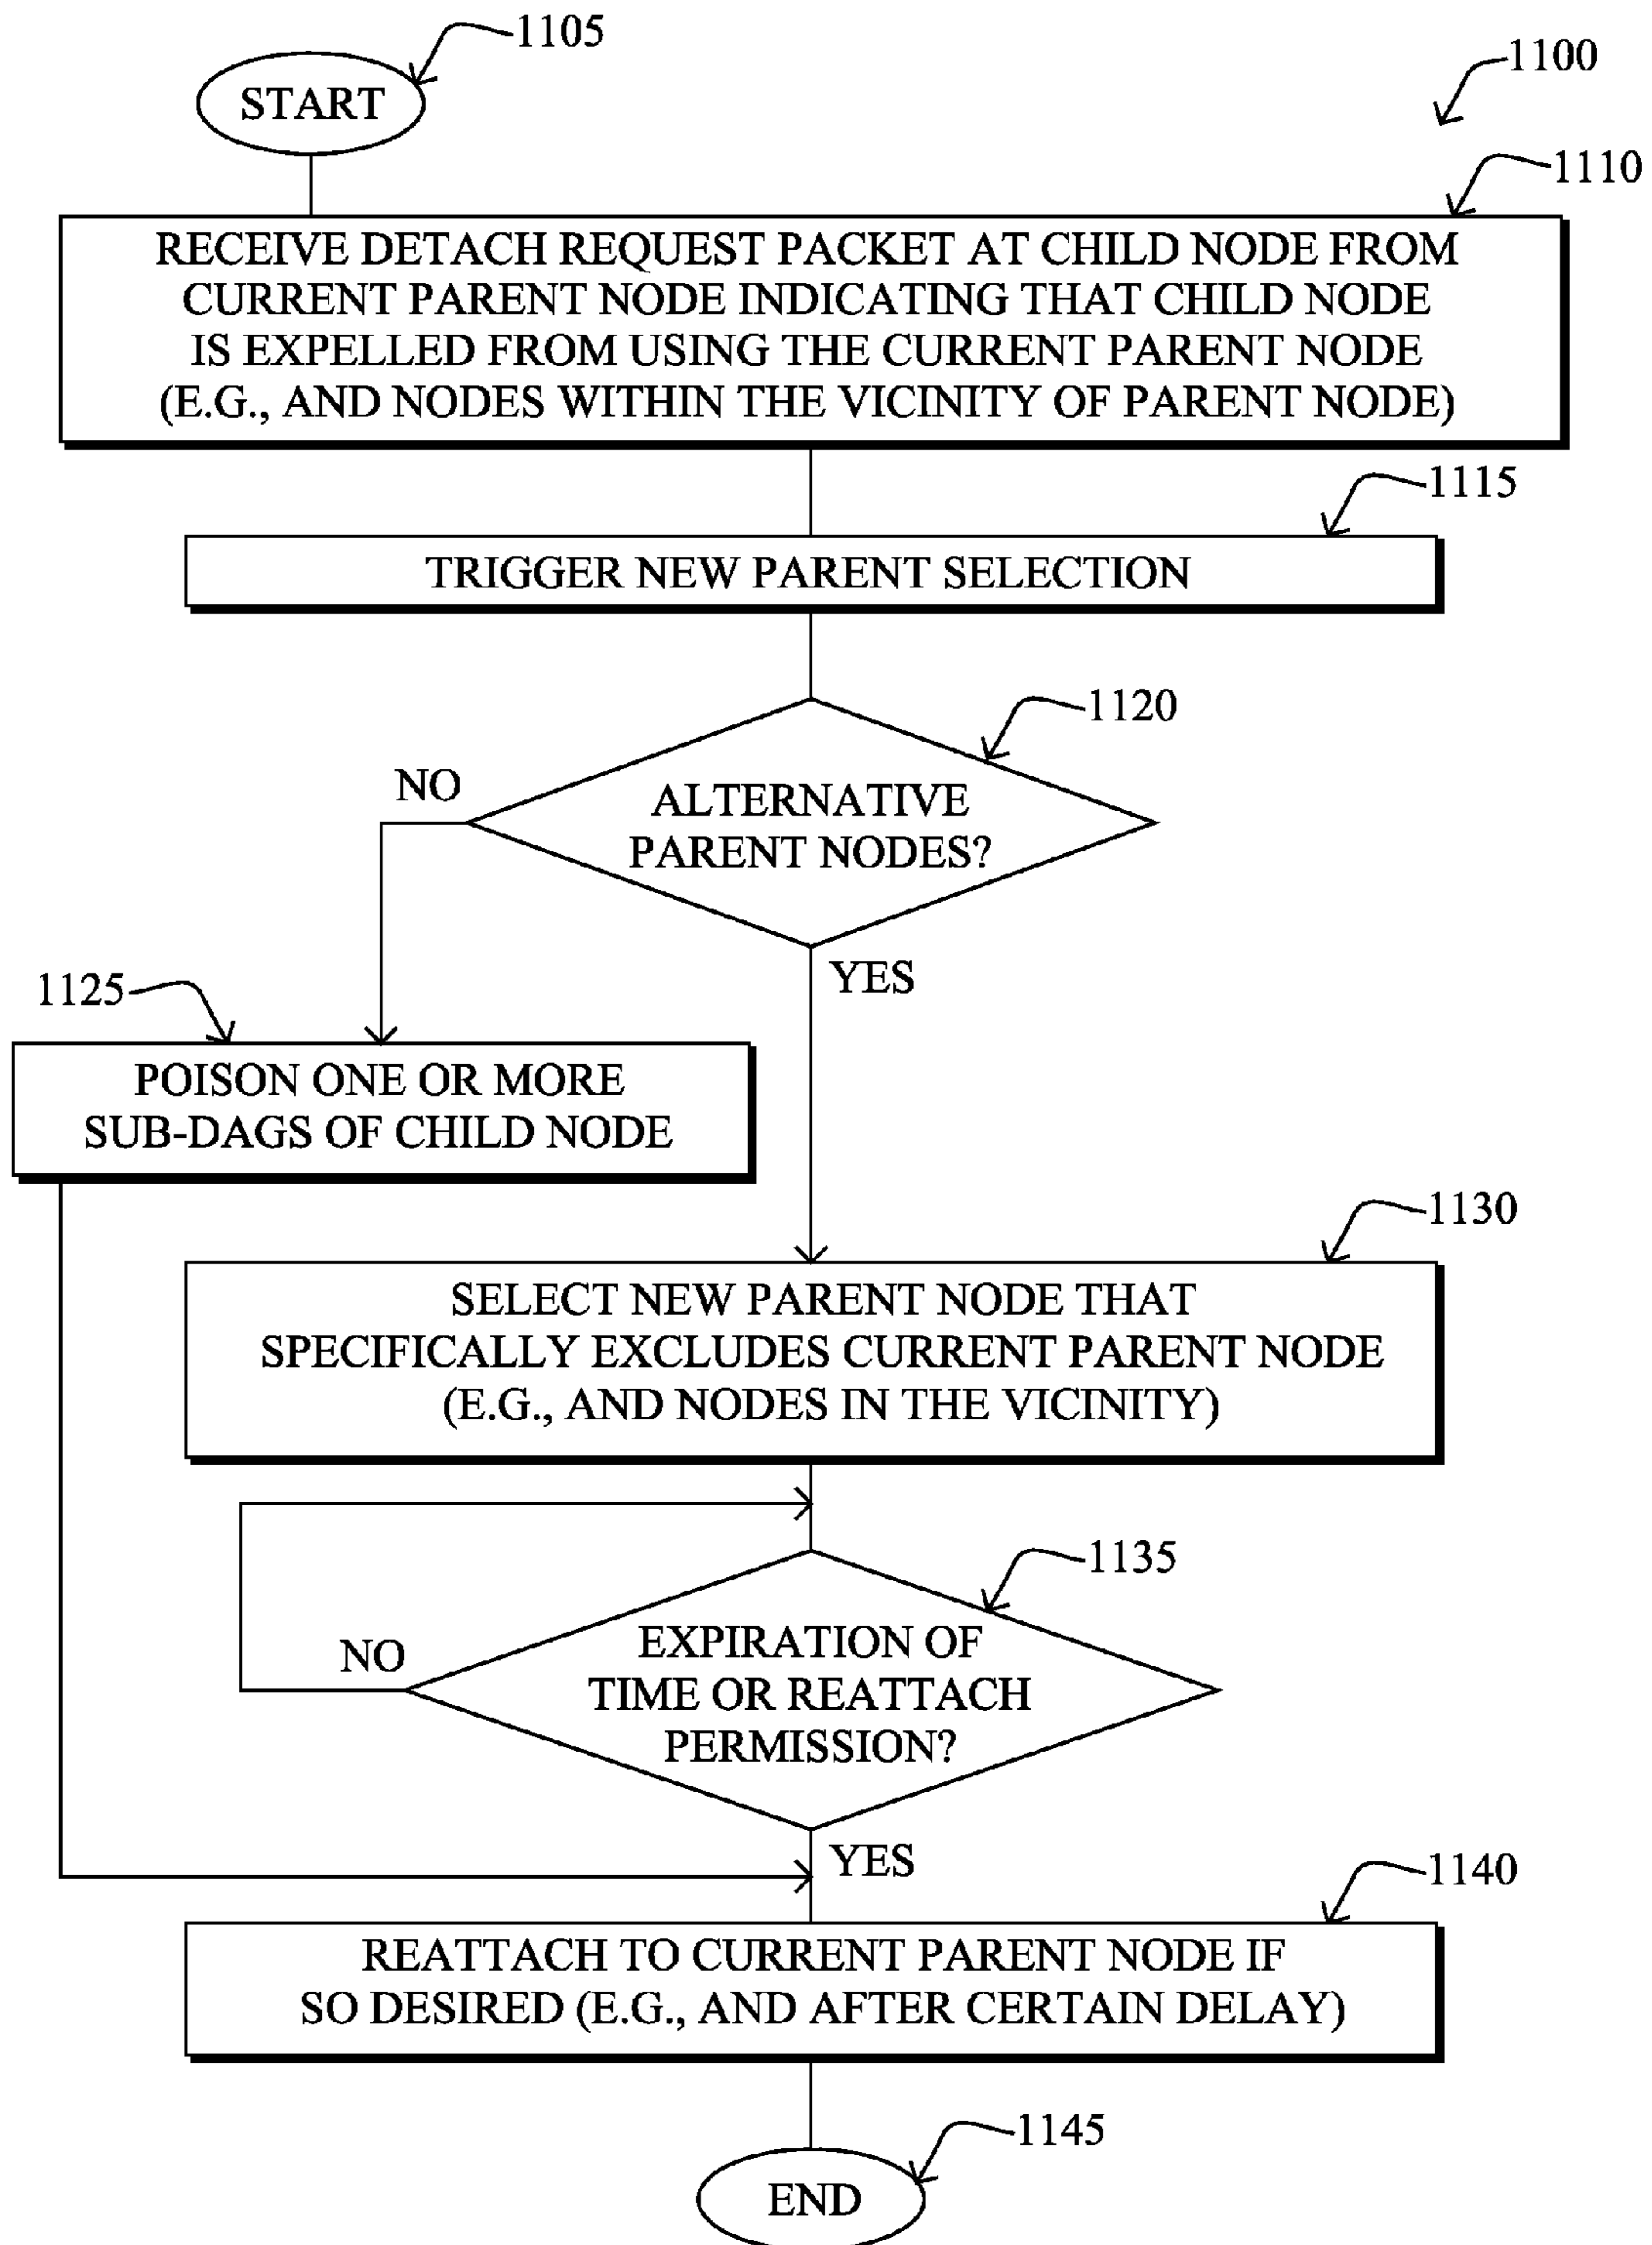 1105
START
1100
1110
RECEIVE DETACH REQUEST PACKET AT CHILD NODE FROM
CURRENT PARENT NODE INDICATING THAT CHILD NODE
IS EXPELLED FROM USING THE CURRENT PARENT NODE
(E.G., AND NODES WITHIN THE VICINITY OF PARENT NODE)
1115
TRIGGER NEW PARENT SELECTION
1120
NO
ALTERNATIVE
PARENT NODES?
YES
1125
POISON ONE OR MORE
SUB-DAGS OF CHILD NODE
1130
SELECT NEW PARENT NODE THAT
SPECIFICALLY EXCLUDES CURRENT PARENT NODE
(E.G., AND NODES IN THE VICINITY)
1135
NO
EXPIRATION OF
TIME OR REATTACH
PERMISSION?
YES
1140
REATTACH TO CURRENT PARENT NODE IF
SO DESIRED (E.G., AND AFTER CERTAIN DELAY)
1145
END